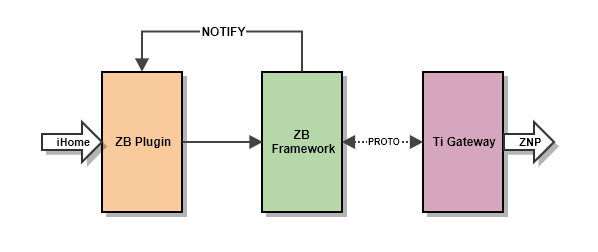 NOTIFY
iHome
ZB Plugin
ZB
Framework
PROTO
Ti Gateway
ZNP